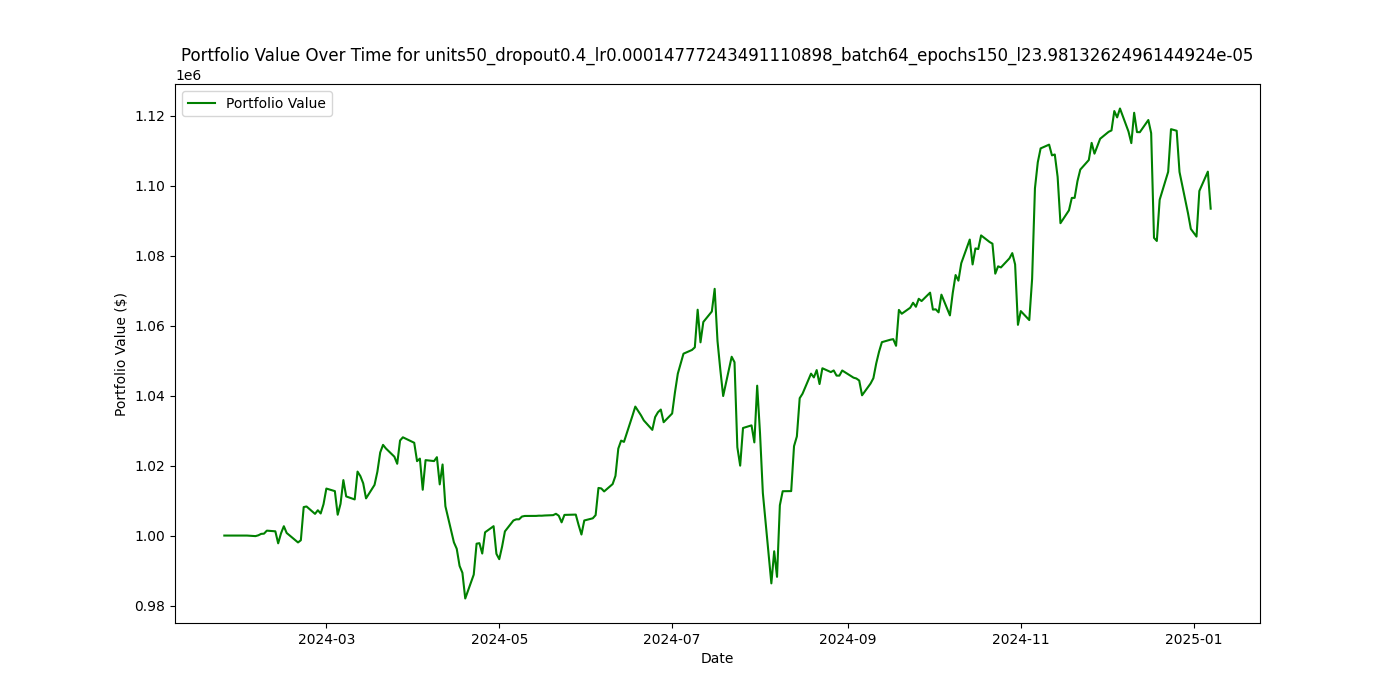 Portfolio Value Over Time for units50_dropout0.4_lr0.00014777243491110898_batch64_epochs150_l23.9813262496144924e-05
1e6
Portfolio Value
1.12
1.10
1.08
1.06
1.04
1.02
1.00
0.98
Portfolio Value ($)
2024-03 2024-05 2024-07 2024-09 2024-11 2025-01
Date